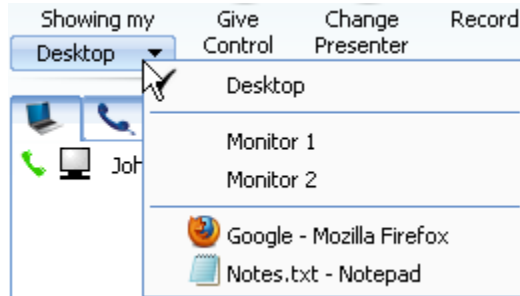 Showing my
Give Control
Change Presenter
Record
Desktop
Desktop
Monitor 1
Monitor 2
Google - Mozilla Firefox
Notes.txt - Notepad